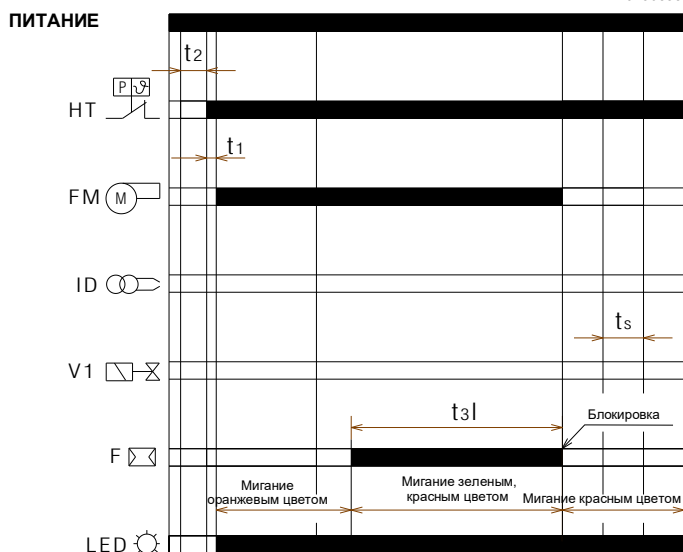 ПИТАНИЕ
t2
P ϑ
HT
t1
FM M
ID
ts
V1
t3l
Блокировка
F
Мигание оранжевым цветом
Мигание зеленым, красным цветом
Мигание красным цветом
LED